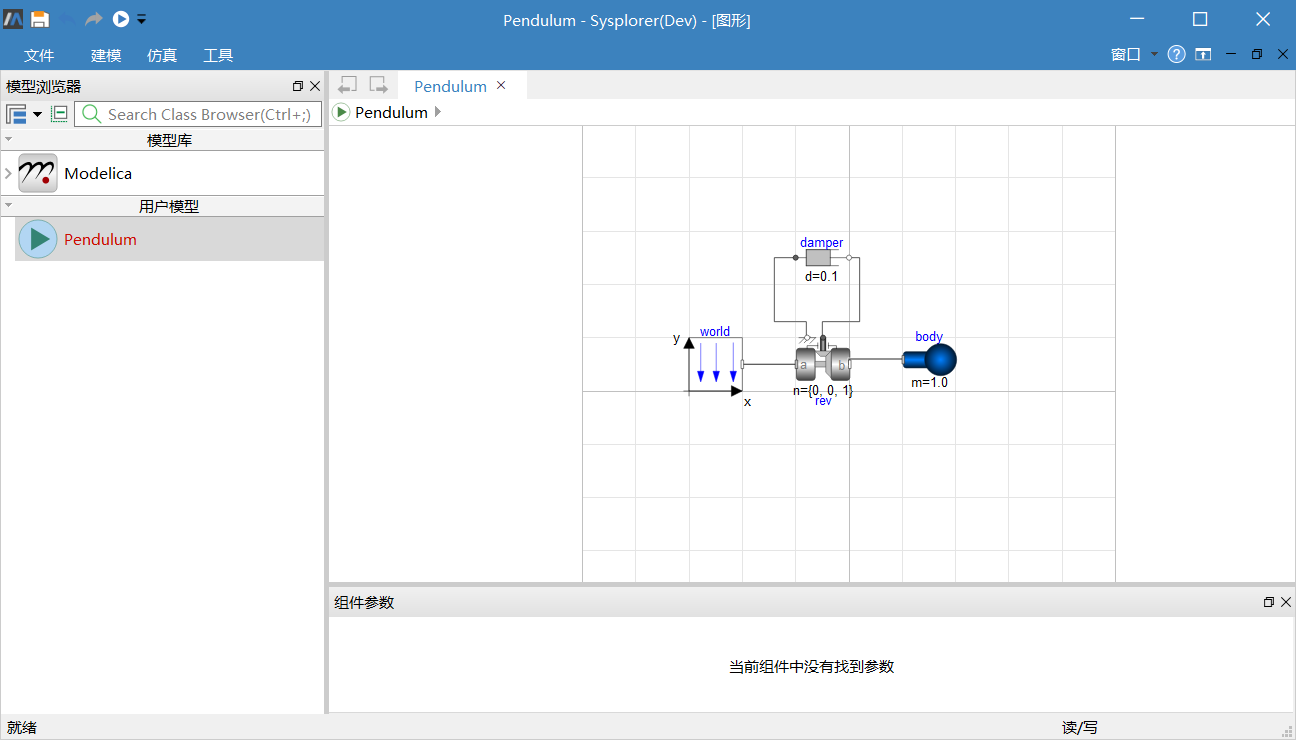 Pendulum - Sysplorer(Dev) - [图形]
文件 建模 仿真 工具 窗口
模型浏览器
Pendulum
Search Class Browser(Ctrl+;)
Pendulum
模型库
Modelica
用户模型
Pendulum
damper
d=0.1
world
y
x
a
b
n={0, 0, 1}
rev
body
m=1.0
组件参数
当前组件中没有找到参数
就绪
读/写